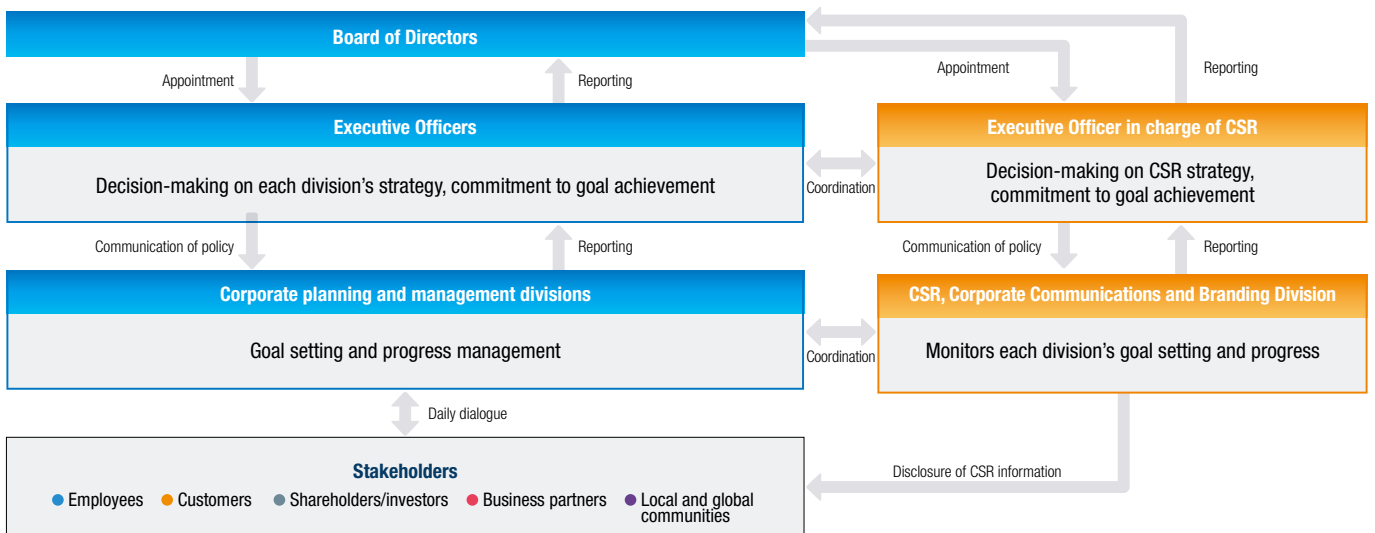 Board of Directors
Appointment
Reporting
Appointment
Reporting
Executive Officers
Executive Officer in charge of CSR
Decision-making on each division’s strategy, commitment to goal achievement
Coordination
Decision-making on CSR strategy,
commitment to goal achievement
Communication of policy
Reporting
Communication of policy
Reporting
Corporate planning and management divisions
CSR, Corporate Communications and Branding Division
Goal setting and progress management
Coordination
Monitors each division’s goal setting and progress
Daily dialogue
Stakeholders
Disclosure of CSR information
Employees
Customers
Shareholders/investors
Business partners
Local and global
communities